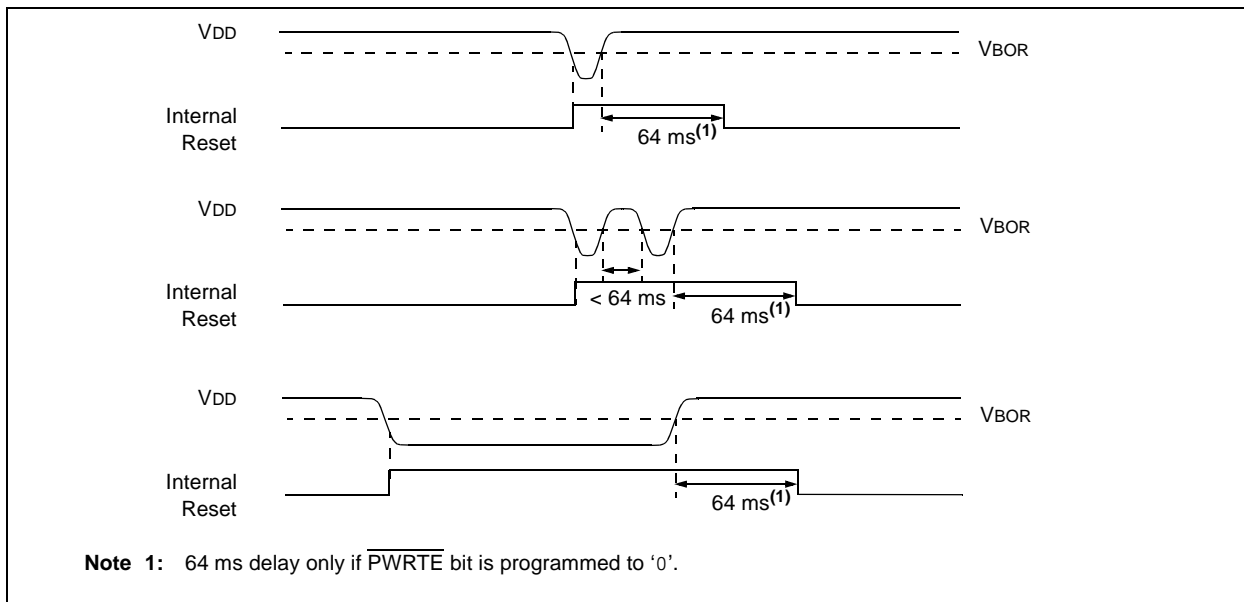 VDD
VBOR
Internal
Reset
64 ms(1)
VDD
VBOR
Internal
Reset
< 64 ms
64 ms(1)
VDD
VBOR
Internal
Reset
64 ms(1)
Note 1: 64 ms delay only if PWRTE bit is programmed to ‘0’.